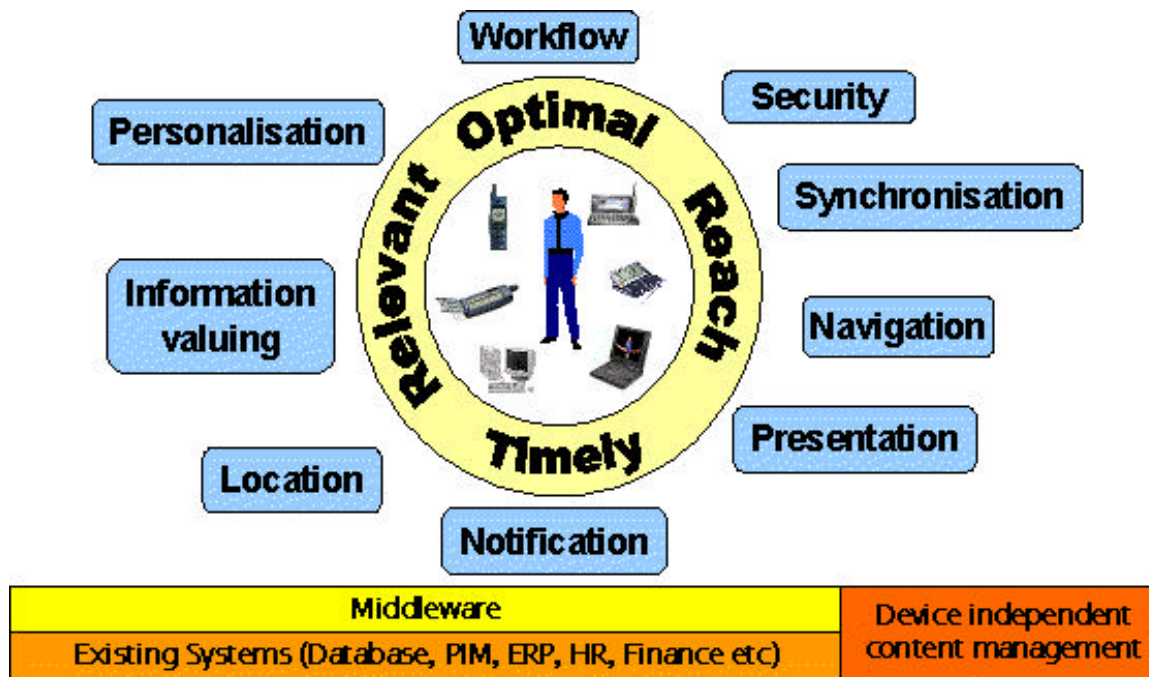 Workflow
Security
Personalisation
Optimal
Synchronisation
Relevant
Reach
Information
valuing
Navigation
Presentation
Timely
Location
Notification
Middleware
Device independent
content management
Existing Systems (Database, PIM, ERP, HR, Finance etc)